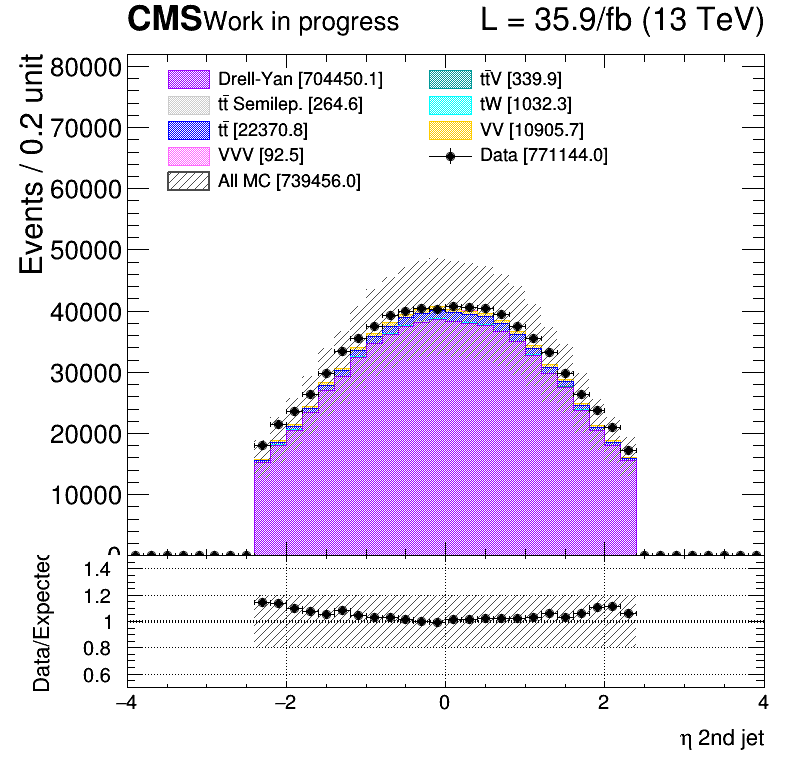 CMS Work in progress L = 35.9/fb (13 TeV)
Events / 0.2 unit
80000
70000
60000
50000
40000
30000
20000
10000
0
Drell-Yan [704450.1]
tt̄ Semilep. [264.6]
tt̄ [22370.8]
VVV [92.5]
All MC [739456.0]
tt̄V [339.9]
tW [1032.3]
VV [10905.7]
Data [771144.0]
Data/Expected
1.4
1.2
1
0.8
0.6
−4 −2 0 2 4
η 2nd jet